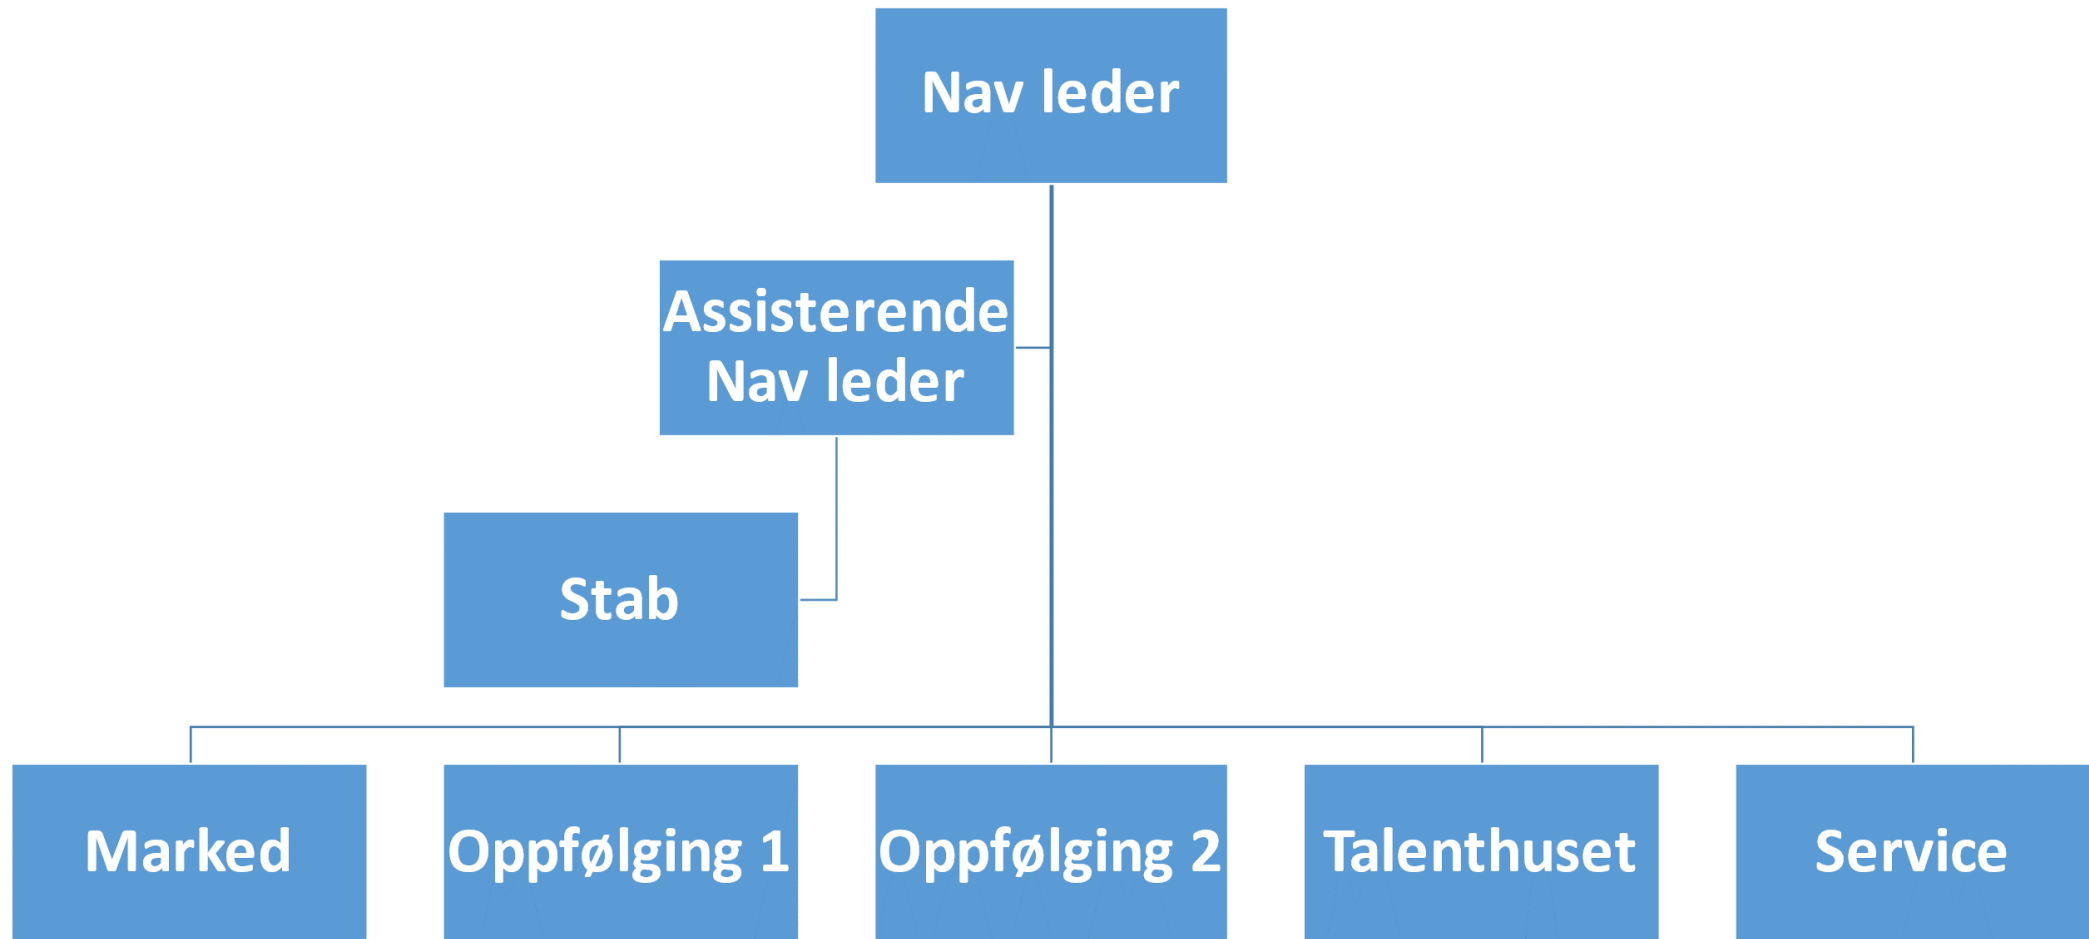 Nav leder
Assisterende
Nav leder
Stab
Marked
Oppfølging 1
Oppfølging 2
Talenthuset
Service